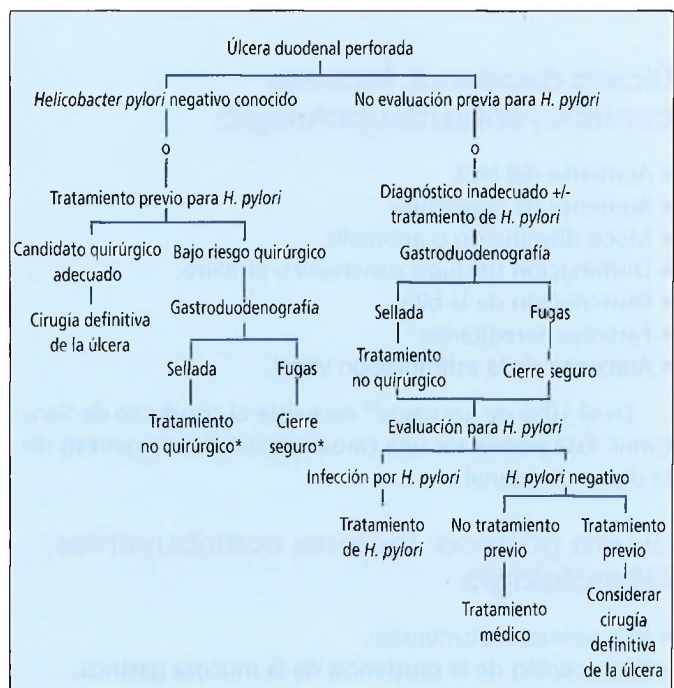 Úlcera duodenal perforada
Helicobacter pylori negativo conocido
No evaluación previa para H. pylori
o
o
Tratamiento previo para H. pylori
Diagnóstico inadecuado +/-
tratamiento de H. pylori
Candidato quirúrgico
adecuado
Bajo riesgo quirúrgico
Gastroduodenografía
Cirugía definitiva
de la úlcera
Gastroduodenografía
Sellada
Fugas
Sellada
Fugas
Tratamiento
no quirúrgico
Cierre seguro
Tratamiento
no quirúrgico*
Cierre
seguro*
Evaluación para H. pylori
Infección por H. pylori
H. pylori negativo
Tratamiento
de H. pylori
No tratamiento
previo
Tratamiento
previo
Tratamiento
médico
Considerar
cirugía
definitiva
de la úlcera